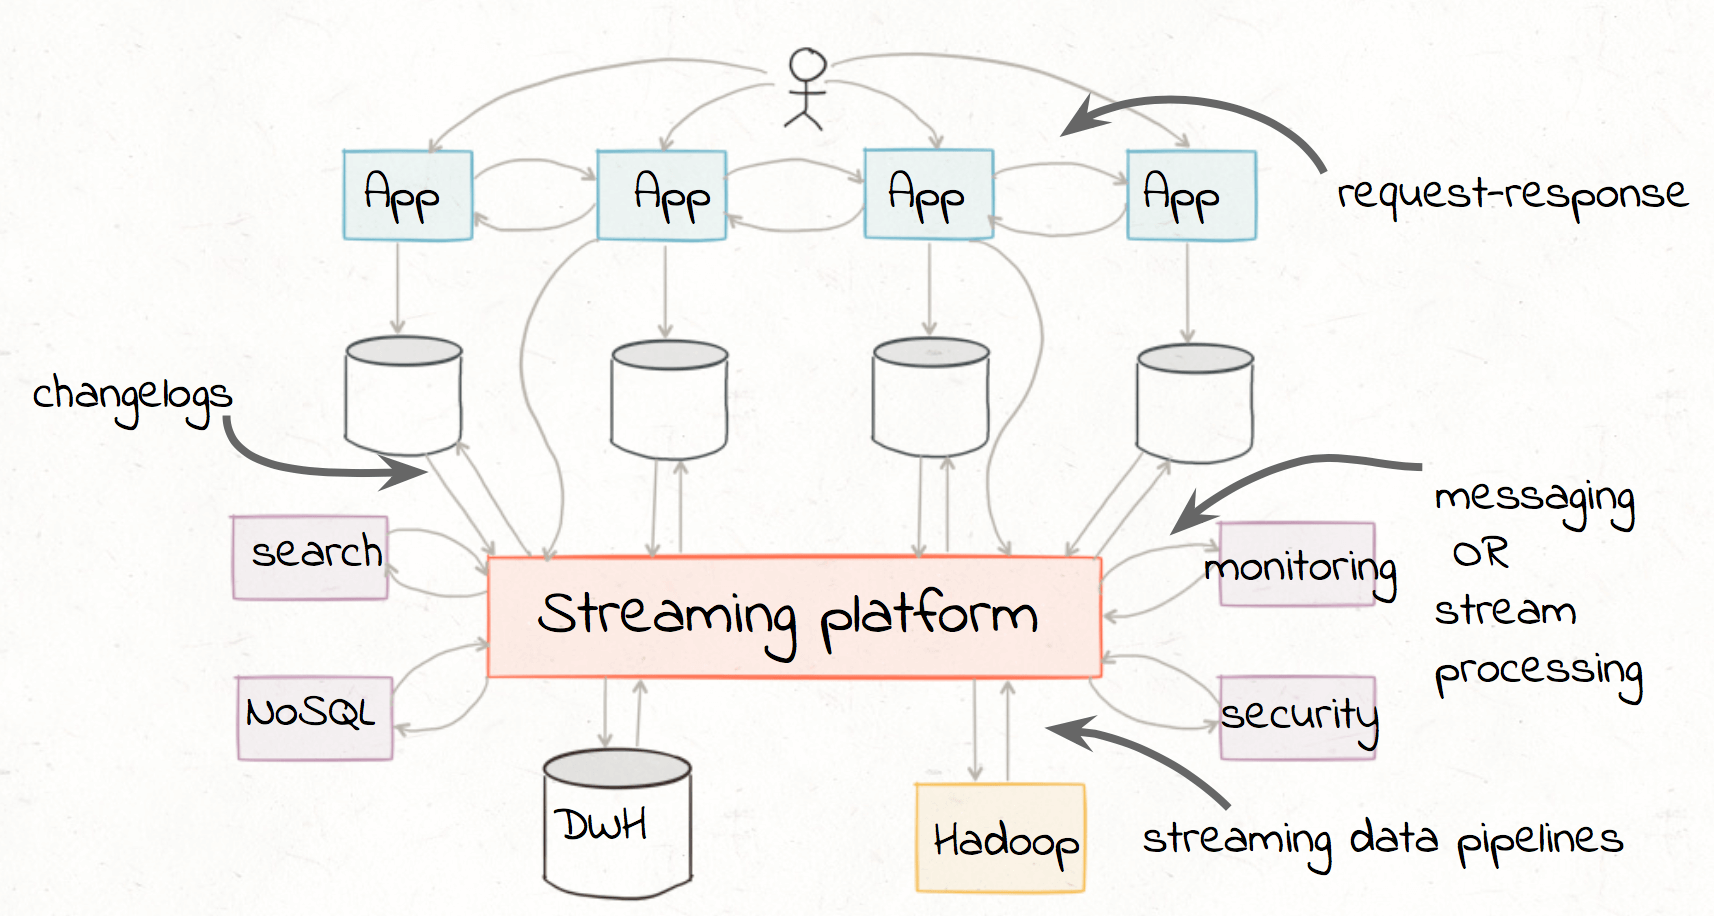 App
App
App
App
request-response
changelogs
search
Streaming platform
monitoring
messaging
OR
stream
processing
NoSQL
security
DWH
Hadoop
streaming data pipelines